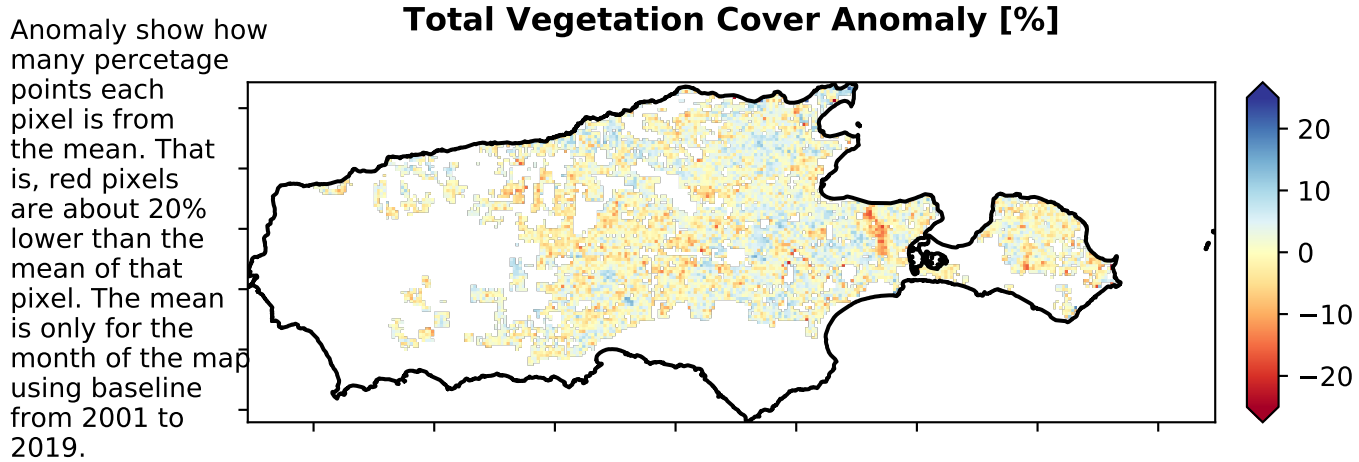 Total Vegetation Cover Anomaly [%]
Anomaly show how
many percetage
points each
pixel is from
the mean. That
is, red pixels
are about 20%
lower than the
mean of that
pixel. The mean
is only for the
month of the map
using baseline
from 2001 to
2019.
20
10
0
−10
−20